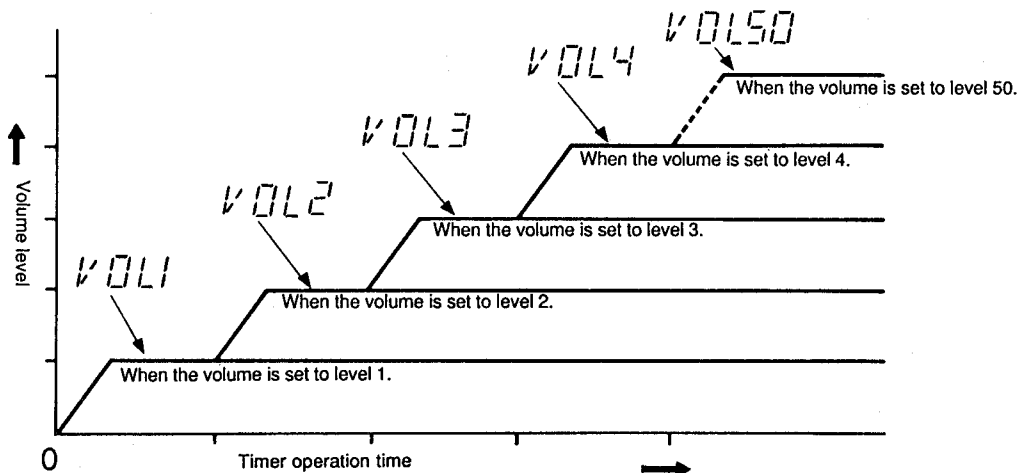 VOL50
When the volume is set to level 50.
VOL4
When the volume is set to level 4.
VOL3
When the volume is set to level 3.
VOL2
When the volume is set to level 2.
VOL1
When the volume is set to level 1.
Volume level
0
Timer operation time